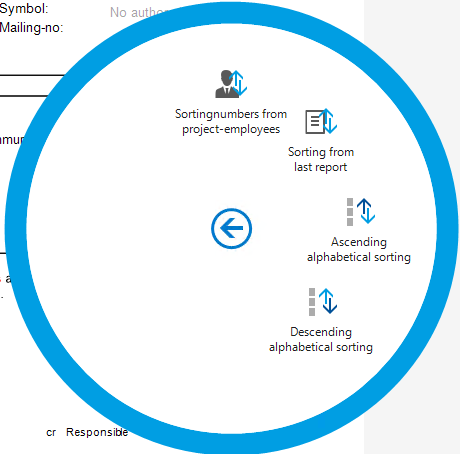 Symbol:
No autho
Mailing-no:
Sortingnumbers from
project-employees
Sorting from
last report
Ascending
alphabetical sorting
Descending
alphabetical sorting
cr Responsible